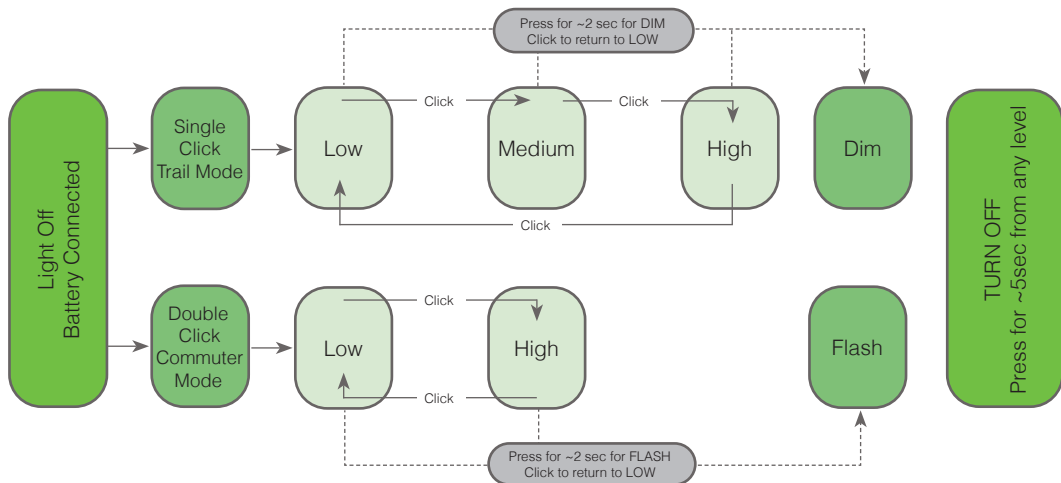 Press for ~2 sec for DIM
Click to return to LOW
Light Off
Battery Connected
Single
Click
Trail Mode
Low
Click
Medium
Click
High
Dim
Click
TURN OFF
Press for ~5sec from any level
Double
Click
Commuter
Mode
Low
Click
High
Click
Flash
Press for ~2 sec for FLASH
Click to return to LOW